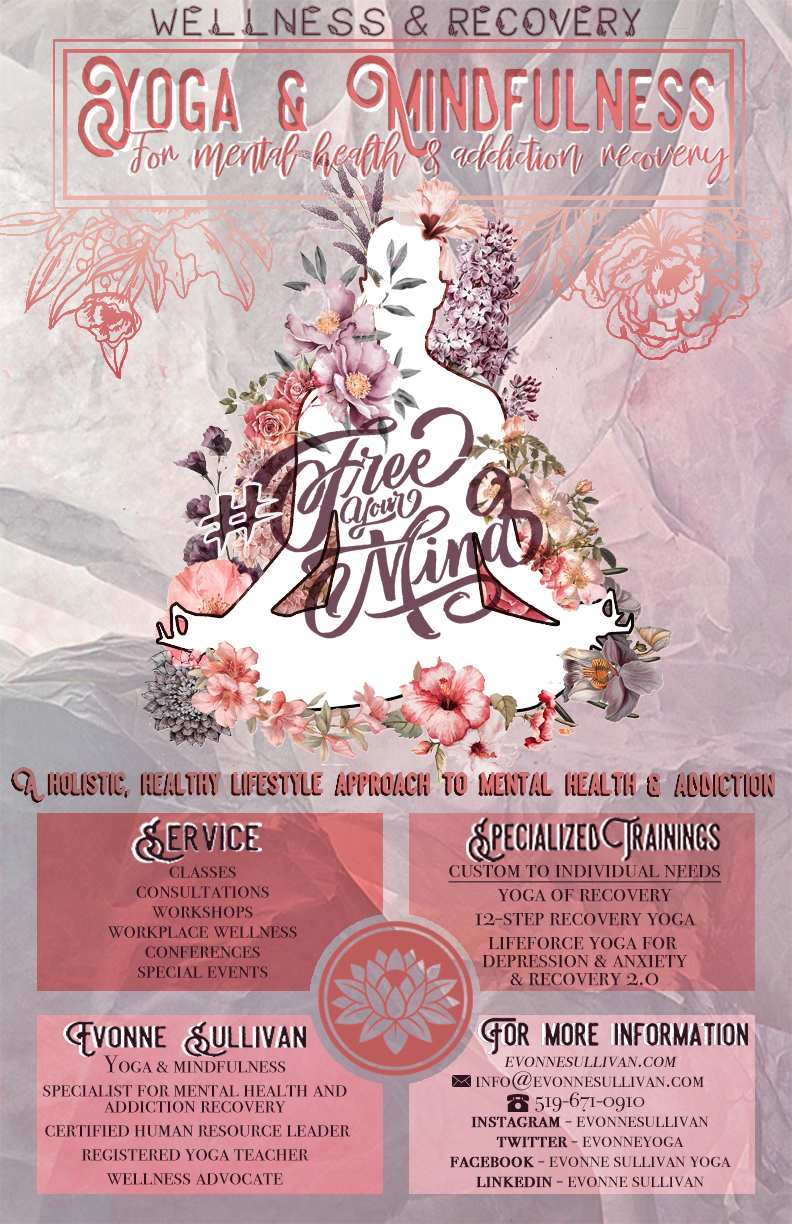 WELLNESS & RECOVERY
YOGA & MINDFULNESS
For mental health & addiction recovery
#Free
Your
Mind
A HOLISTIC, HEALTHY LIFESTYLE APPROACH TO MENTAL HEALTH & ADDICTION
SERVICE
CLASSES
CONSULTATIONS
WORKSHOPS
WORKPLACE WELLNESS
CONFERENCES
SPECIAL EVENTS
SPECIALIZED TRAININGS
CUSTOM TO INDIVIDUAL NEEDS
YOGA OF RECOVERY
12-STEP RECOVERY YOGA
LIFEFORCE YOGA FOR
DEPRESSION & ANXIETY
& RECOVERY 2.0
EVONNE SULLIVAN
YOGA & MINDFULNESS
SPECIALIST FOR MENTAL HEALTH AND
ADDICTION RECOVERY
CERTIFIED HUMAN RESOURCE LEADER
REGISTERED YOGA TEACHER
WELLNESS ADVOCATE
FOR MORE INFORMATION
EVONNESULLIVAN.COM
INFO@EVONNESULLIVAN.COM
519-671-0910
INSTAGRAM - EVONNESULLIVAN
TWITTER - EVONNEYOGA
FACEBOOK - EVONNE SULLIVAN YOGA
LINKEDIN - EVONNE SULLIVAN